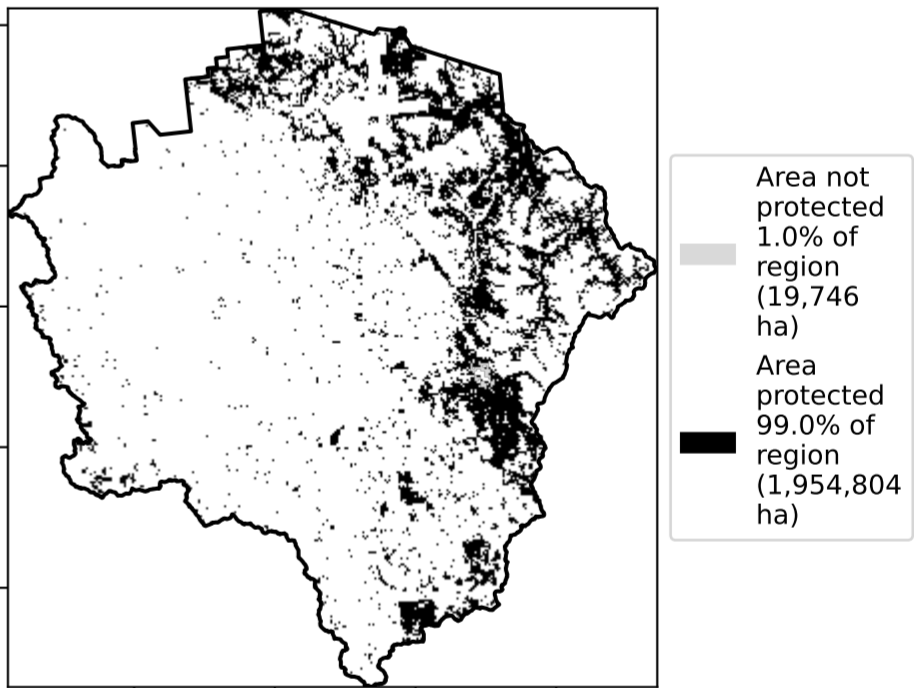 Area not
protected
1.0% of
region
(19,746
ha)
Area
protected
99.0% of
region
(1,954,804
ha)